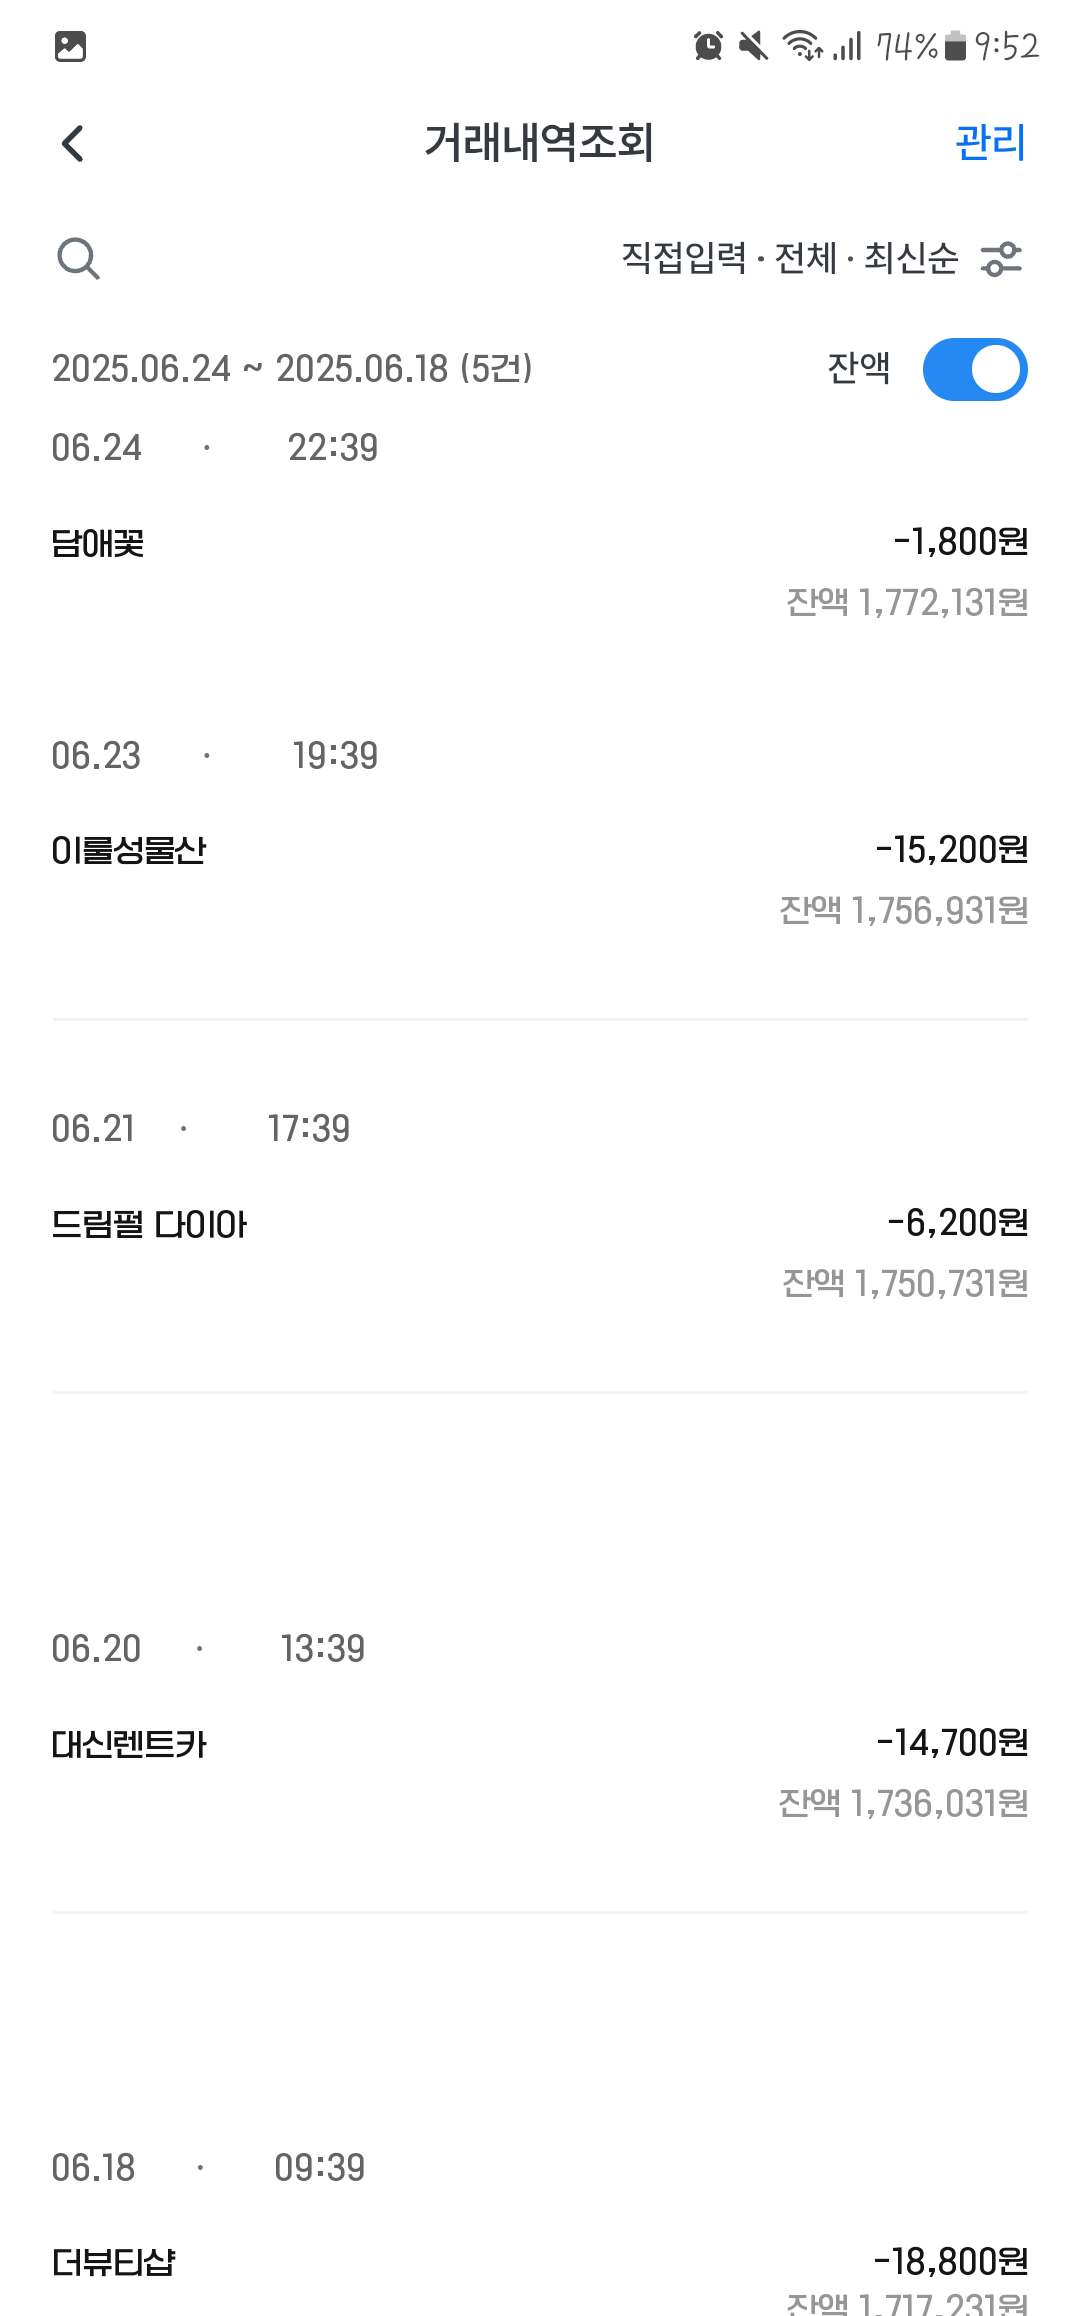 74% 9:52
거래내역조회 관리
직접입력 · 전체 · 최신순
2025.06.24 ~ 2025.06.18 (5건) 잔액
06.24 · 22:39
담애꽃 -1,800원
잔액 1,772,131원
06.23 · 19:39
이룰성물산 -15,200원
잔액 1,756,931원
06.21 · 17:39
드림펄 다이아 -6,200원
잔액 1,750,731원
06.20 · 13:39
대신렌트카 -14,700원
잔액 1,736,031원
06.18 · 09:39
더뷰티샵 -18,800원
잔액 1,717,231원